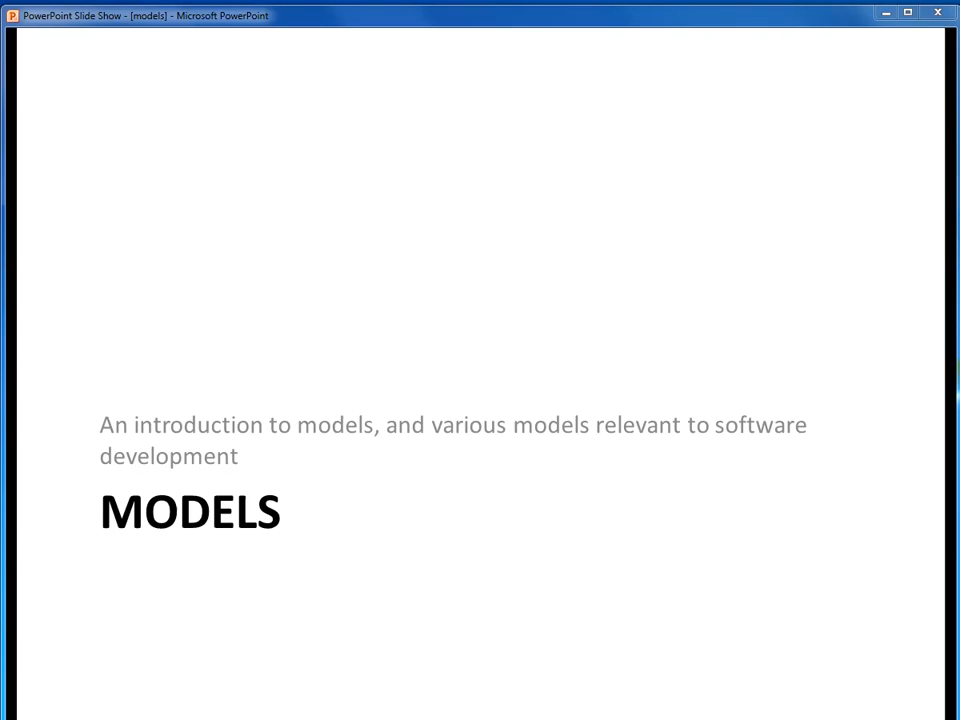 PowerPoint Slide Show - [models] - Microsoft PowerPoint
An introduction to models, and various models relevant to software
development
MODELS